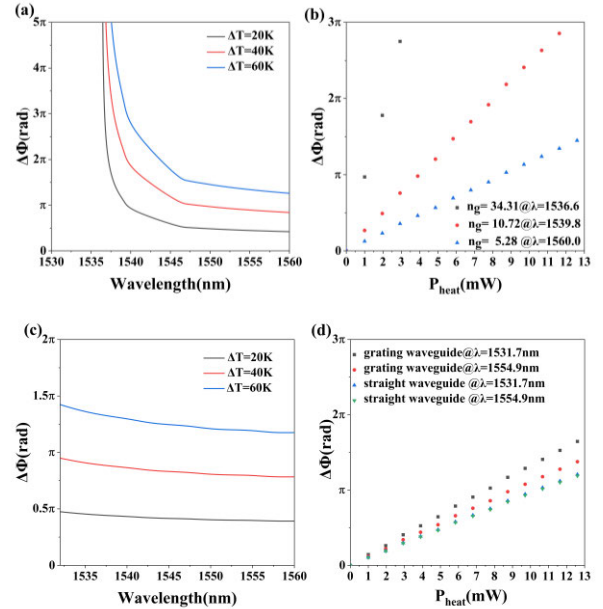 (a)
ΔΦ(rad)
5π
4π
3π
2π
π
0
ΔT=20K
ΔT=40K
ΔT=60K
1530 1535 1540 1545 1550 1555 1560
Wavelength(nm)
(b)
ΔΦ(rad)
3π
2π
π
0
ng= 34.31@λ=1536.6
ng= 10.72@λ=1539.8
ng= 5.28@λ=1560.0
0 1 2 3 4 5 6 7 8 9 10 11 12 13
Pheat(mW)
(c)
ΔΦ(rad)
2π
1.5π
π
0.5π
0
ΔT=20K
ΔT=40K
ΔT=60K
1535 1540 1545 1550 1555 1560
Wavelength(nm)
(d)
ΔΦ(rad)
3π
2π
π
0
grating waveguide@λ=1531.7nm
grating waveguide@λ=1554.9nm
straight waveguide @λ=1531.7nm
straight waveguide @λ=1554.9nm
0 1 2 3 4 5 6 7 8 9 10 11 12 13
Pheat(mW)